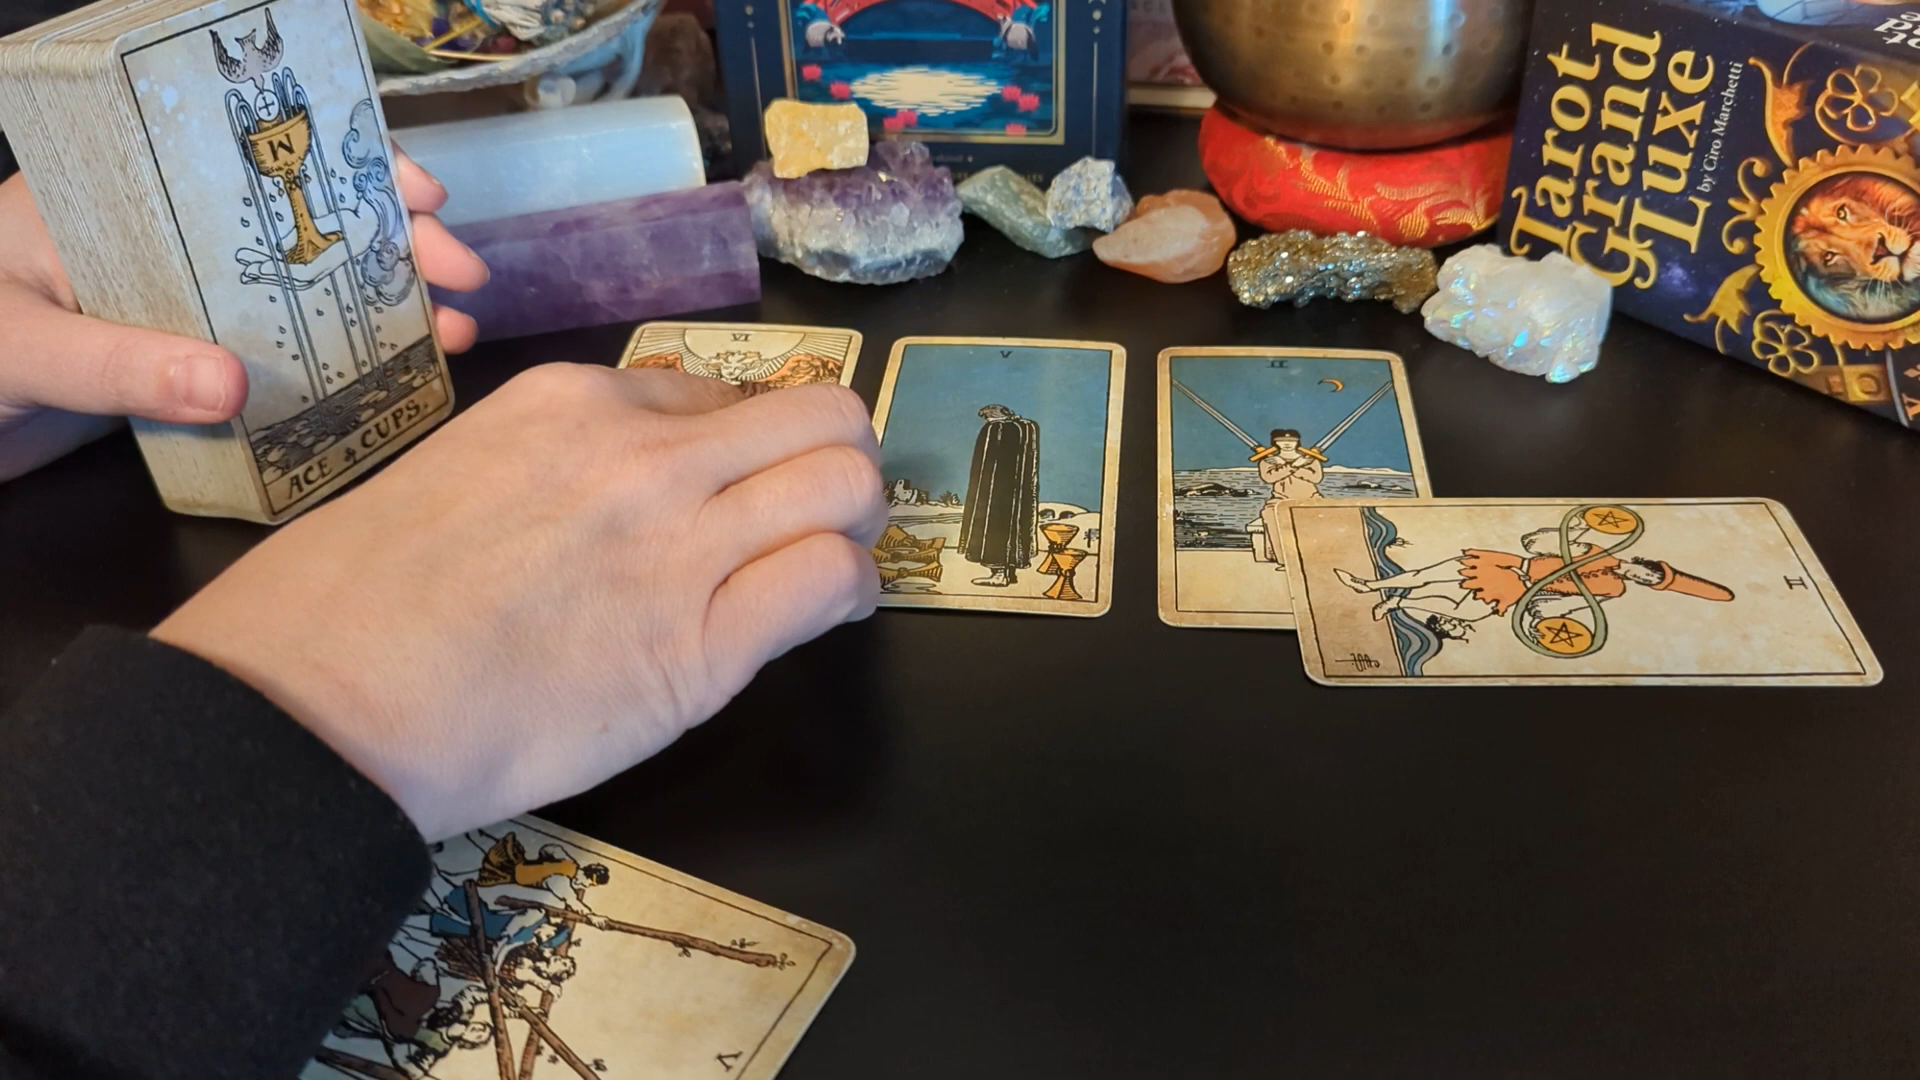 ACE of CUPS.
VI
V
II
II
V
Tarot
Grand
Luxe
by Ciro Marchetti